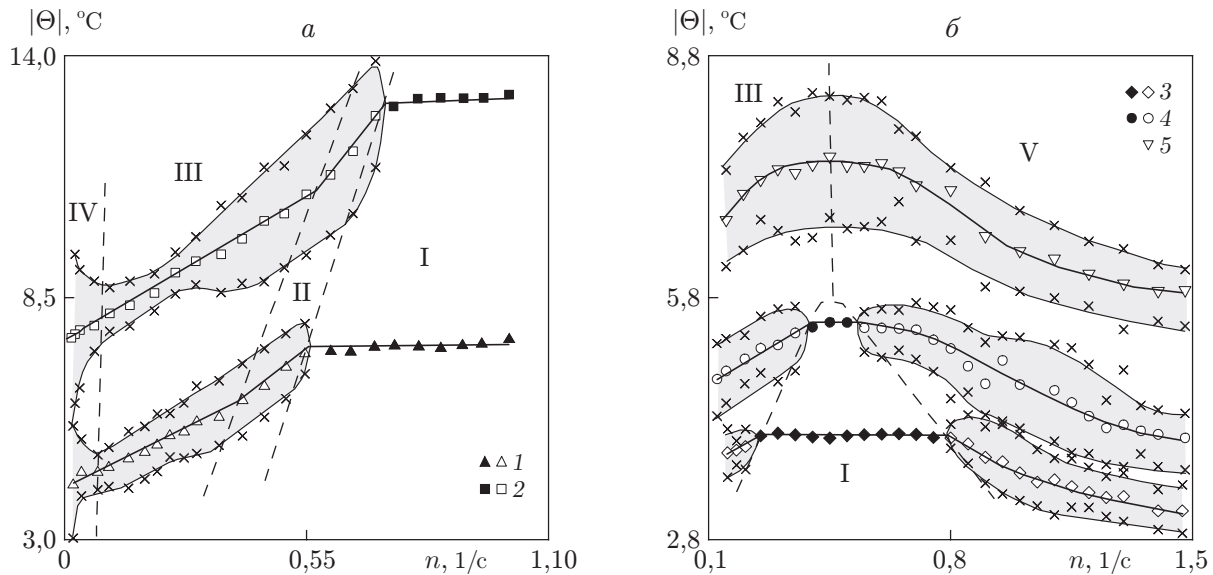 |Θ|, °C
а
14,0
8,5
3,0
0
0,55
n, 1/c
1,10
III
IV
II
I
1
2
|Θ|, °C
б
8,8
5,8
2,8
0,1
0,8
n, 1/c
1,5
III
V
I
3
4
5